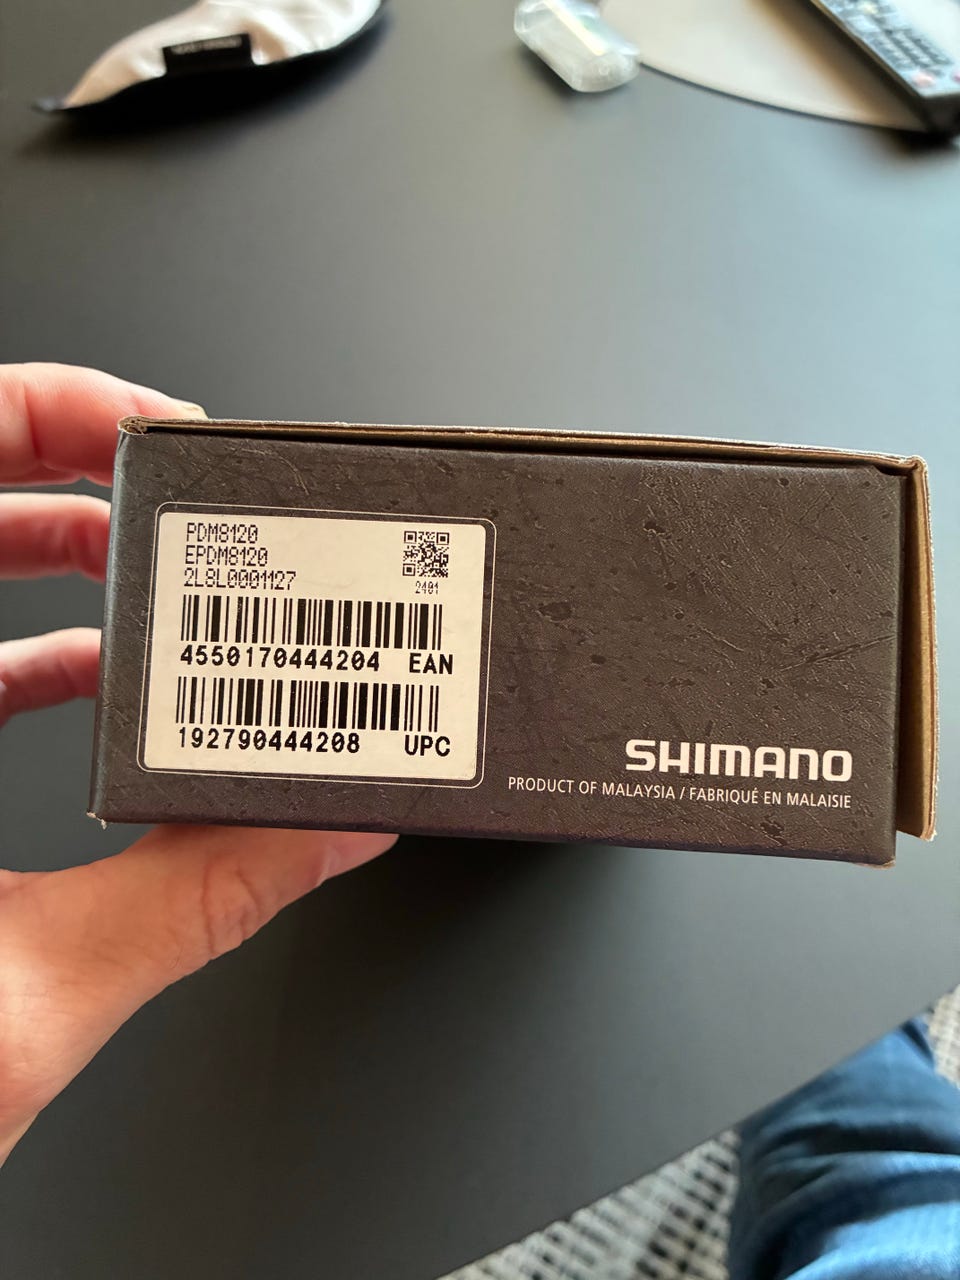 PDM8120
EPDM8120
2L8L0001127
2401
4550170444204 EAN
192790444208 UPC
SHIMANO
PRODUCT OF MALAYSIA / FABRIQUÉ EN MALAISIE